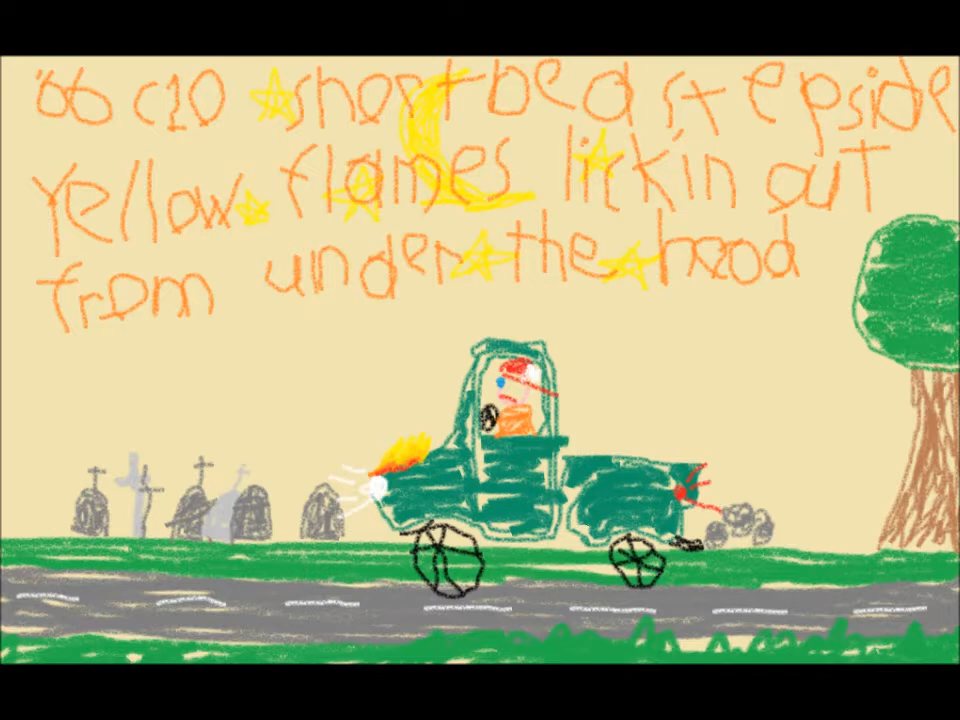 '66 c10 short bed stepside
Yellow flames lickin out
from under the hood